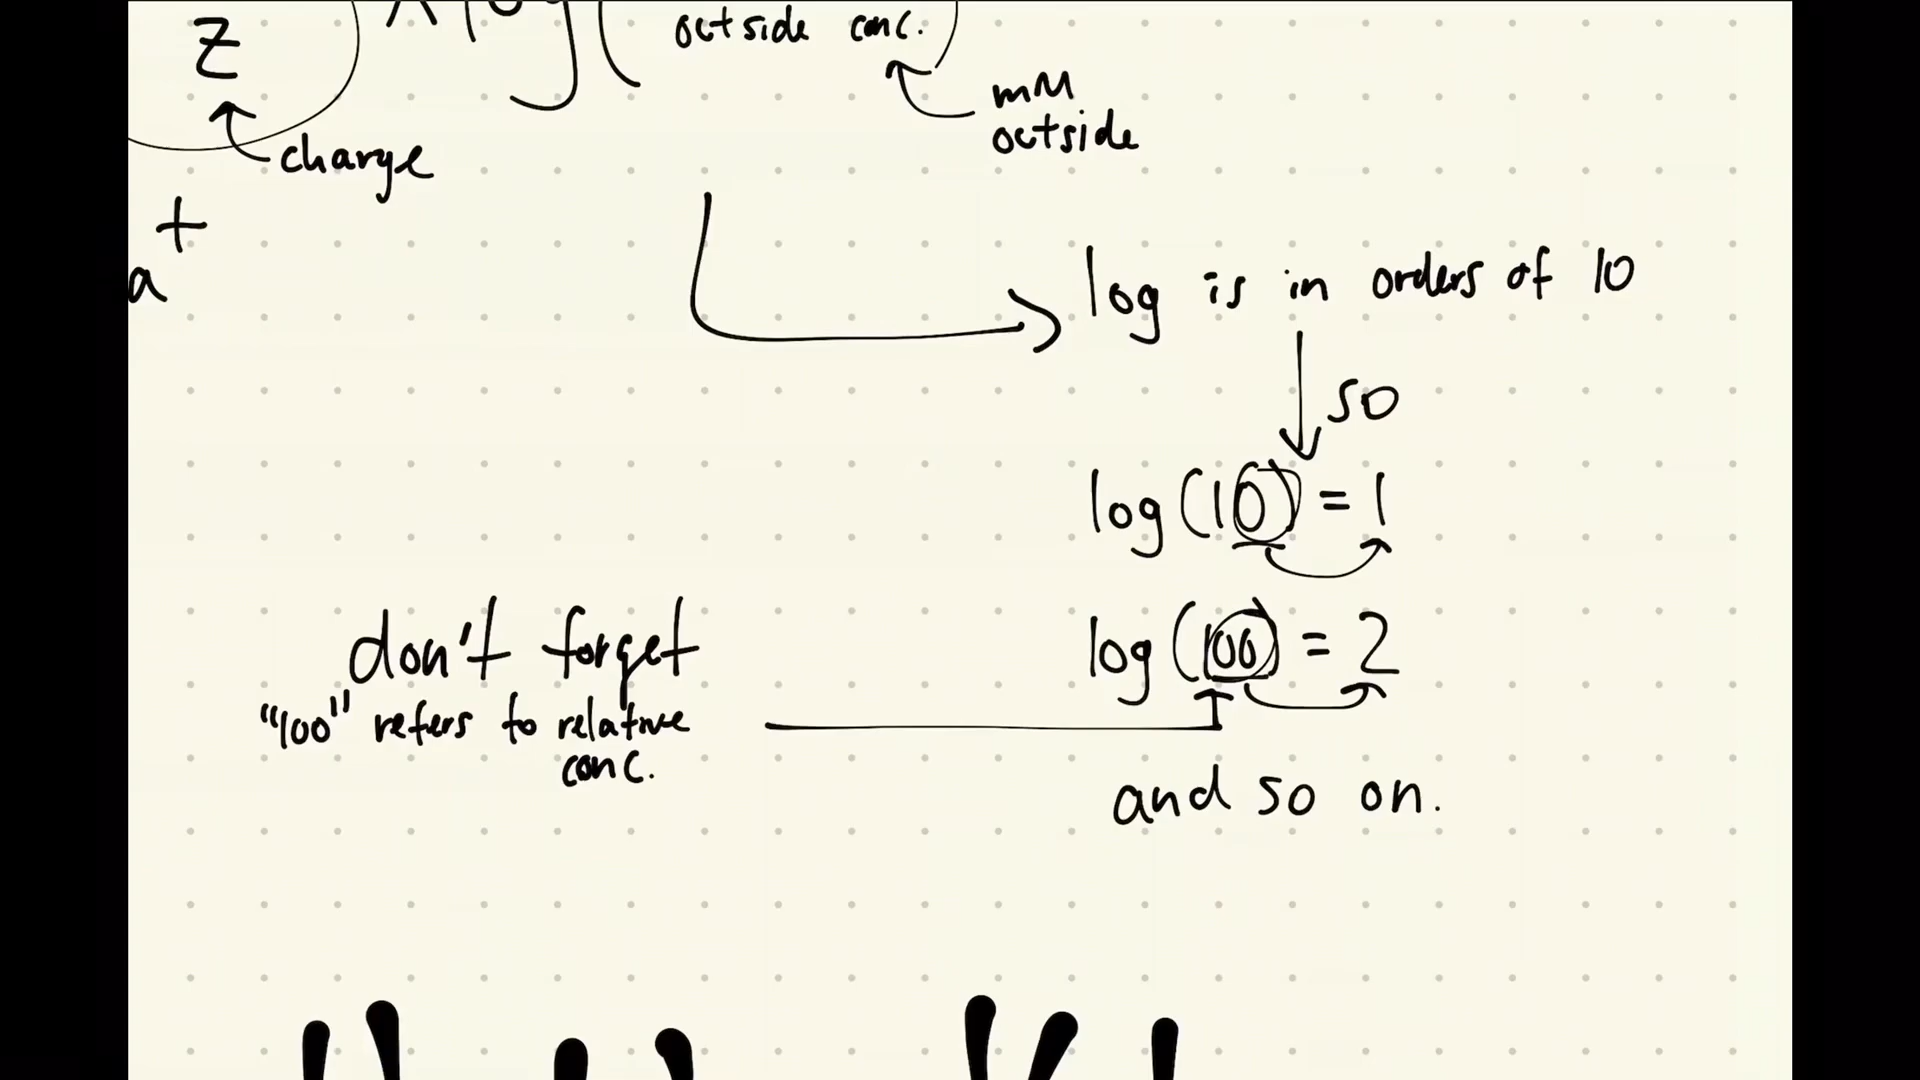 z
log(
outside conc.
mM
outside
charge
+
a
log is in orders of 10
so
log(10) = 1
don't forget
log(100) = 2
"100" refers to relative
conc.
and so on.